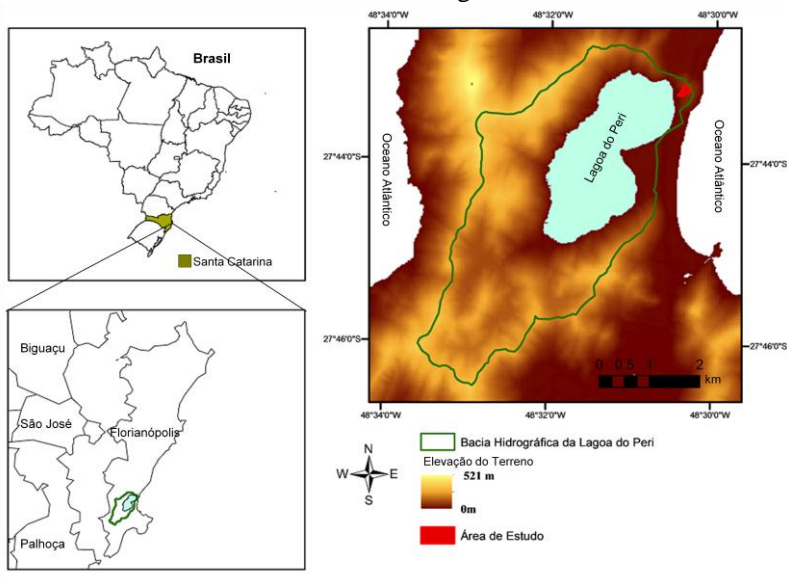 Brasil
Santa Catarina
Biguaçu
São José
Florianópolis
Palhoça
48°34'0"W
48°32'0"W
48°30'0"W
27°44'0"S
27°44'0"S
27°46'0"S
27°46'0"S
Oceano Atlântico
Lagoa do Peri
Oceano Atlântico
0 0.5 1 2
km
48°34'0"W
48°32'0"W
48°30'0"W
N
W
E
S
Bacia Hidrográfica da Lagoa do Peri
Elevação do Terreno
521 m
0m
Área de Estudo